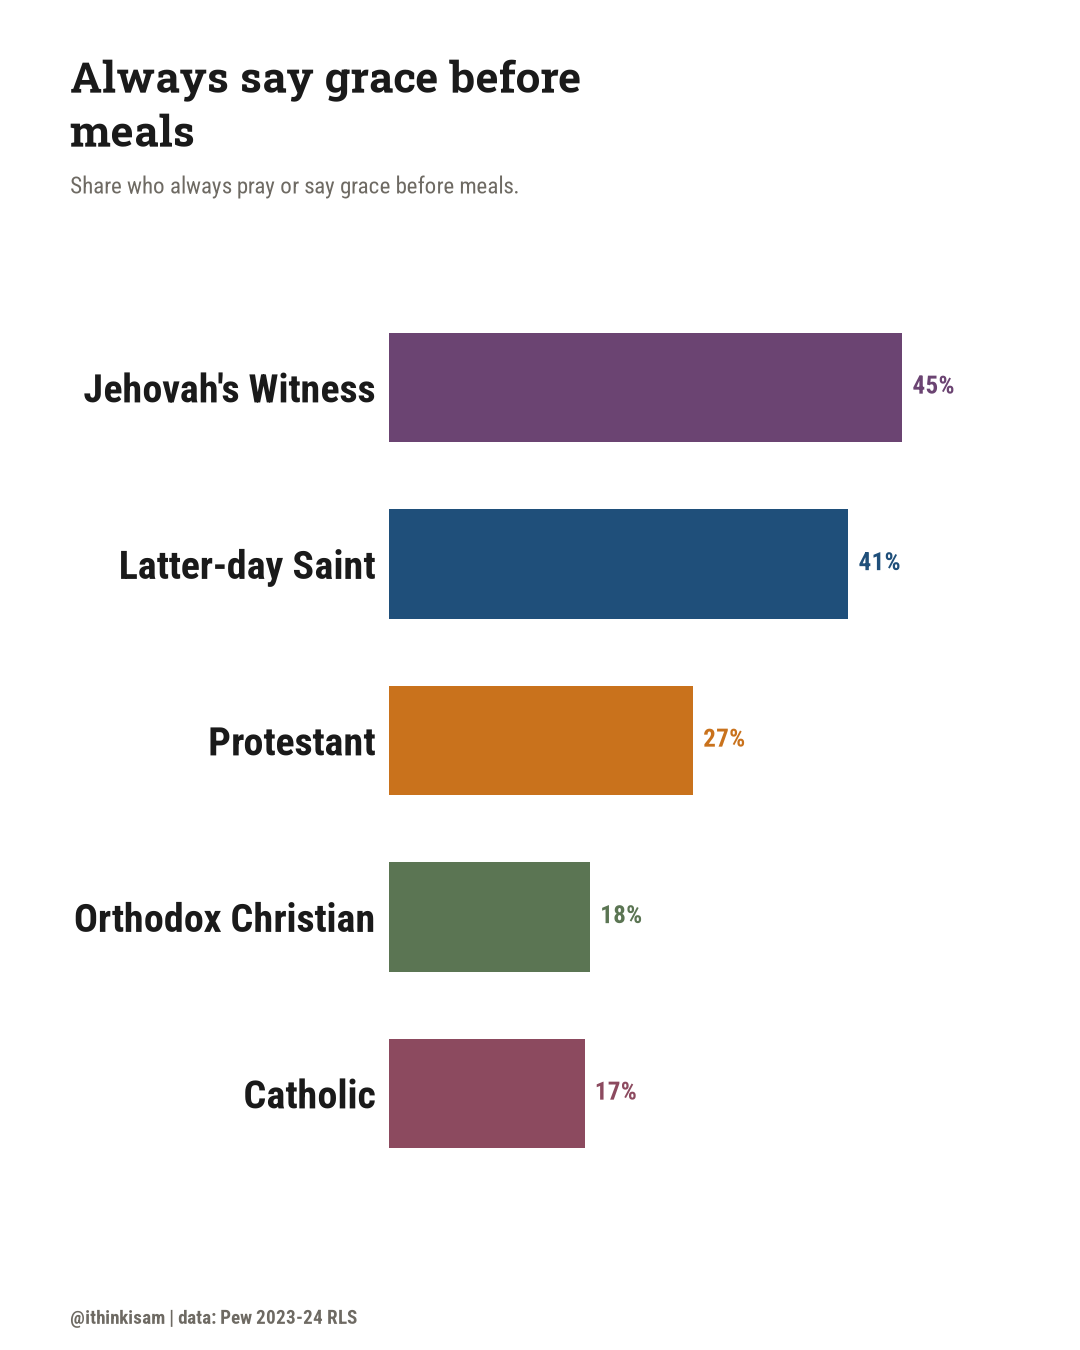 Always say grace before
meals
Share who always pray or say grace before meals.
Jehovah's Witness 45%
Latter-day Saint 41%
Protestant 27%
Orthodox Christian 18%
Catholic 17%
@ithinkisam | data: Pew 2023-24 RLS